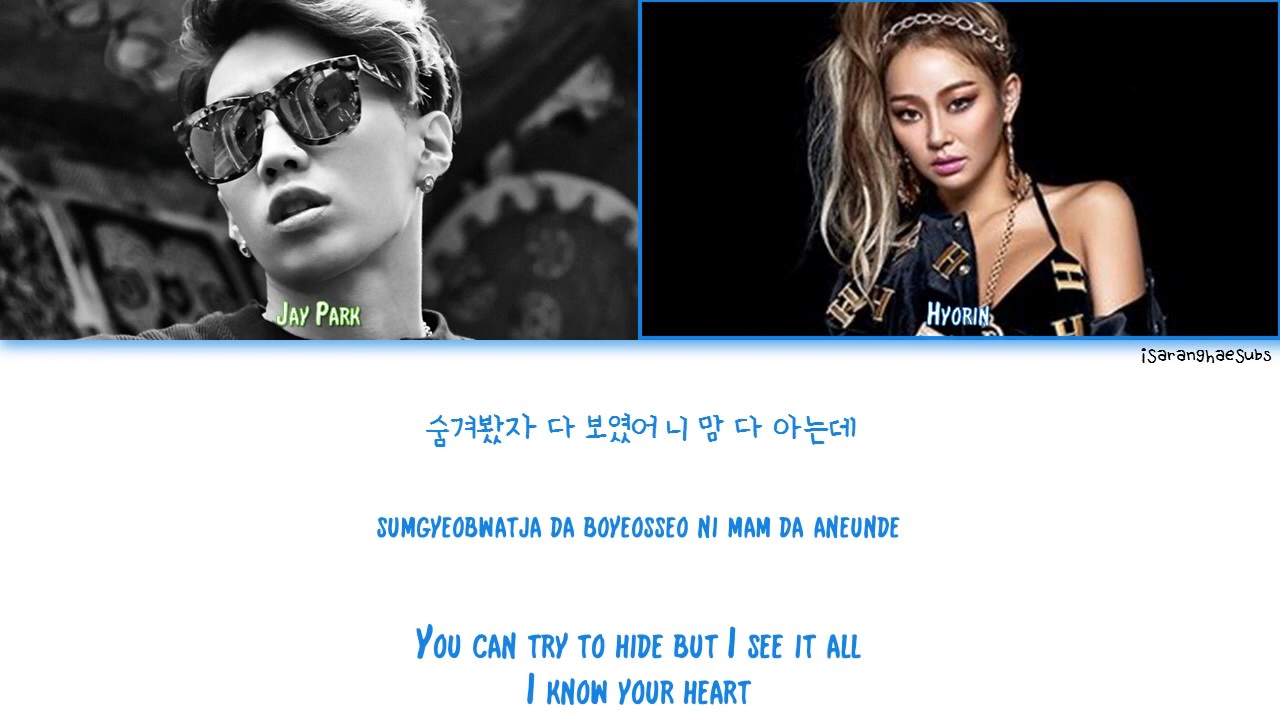 Jay Park
Hyorin
iSaranghaeSubs
숨겨봤자 다 보였어 니 맘 다 아는데
SUMGYEOBWATJA DA BOYEOSSEO NI MAM DA ANEUNDE
YOU CAN TRY TO HIDE BUT I SEE IT ALL
I KNOW YOUR HEART